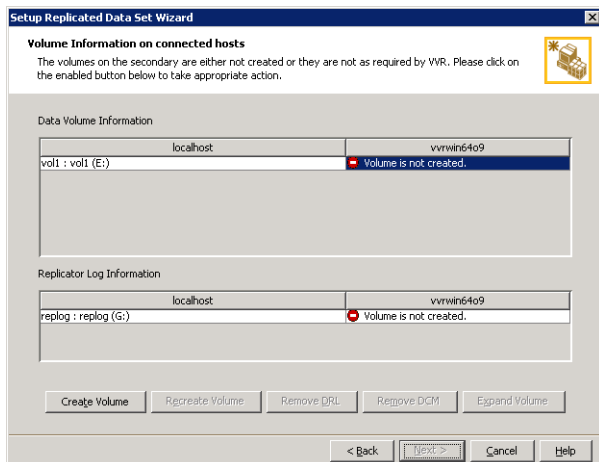 Setup Replicated Data Set Wizard
Volume Information on connected hosts
The volumes on the secondary are either not created or they are not as required by VVR. Please click on
the enabled button below to take appropriate action.
Data Volume Information
localhost vvrwin64o9
vol1 : vol1 (E:) Volume is not created.
Replicator Log Information
localhost vvrwin64o9
replog : replog (G:) Volume is not created.
Create Volume Recreate Volume Remove DRL Remove DCM Expand Volume
< Back Next > Cancel Help